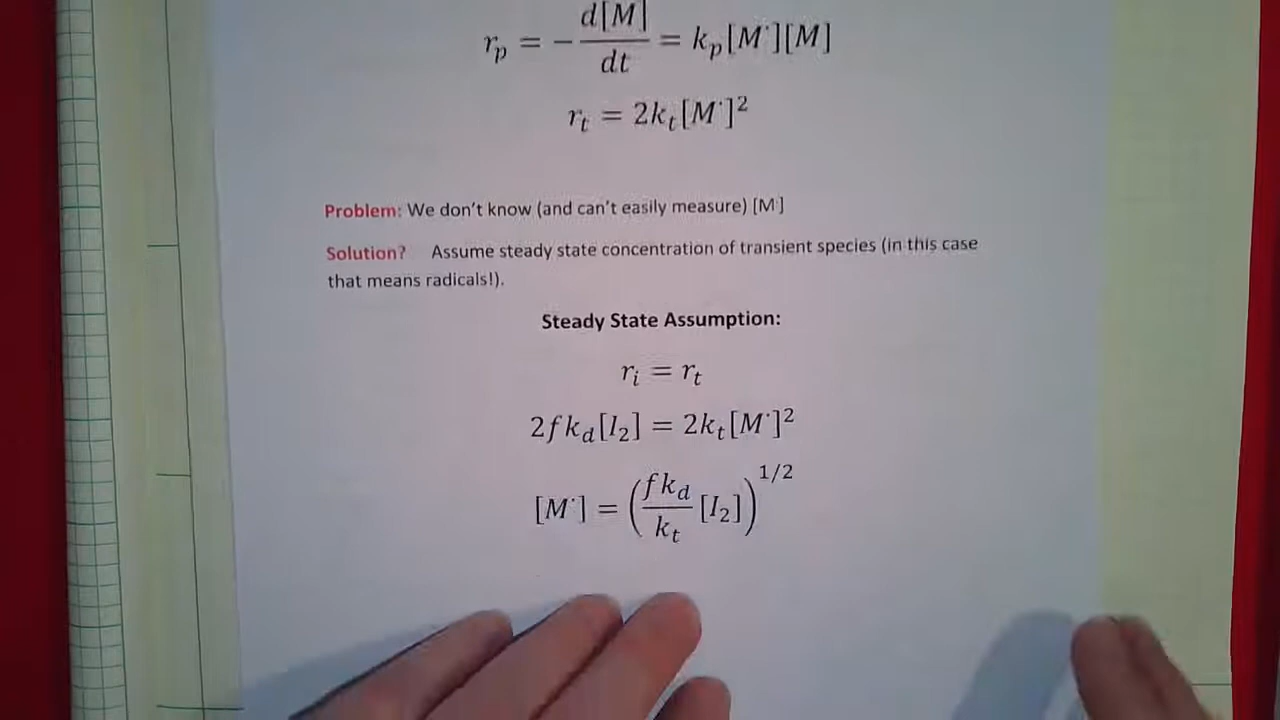 r_p = −d[M]/dt = k_p[M˙][M]
r_t = 2k_t[M˙]²
Problem: We don't know (and can't easily measure) [M˙]
Solution? Assume steady state concentration of transient species (in this case
that means radicals!).
Steady State Assumption:
r_i = r_t
2fk_d[I₂] = 2k_t[M˙]²
[M˙] = (fk_d/k_t [I₂])^1/2